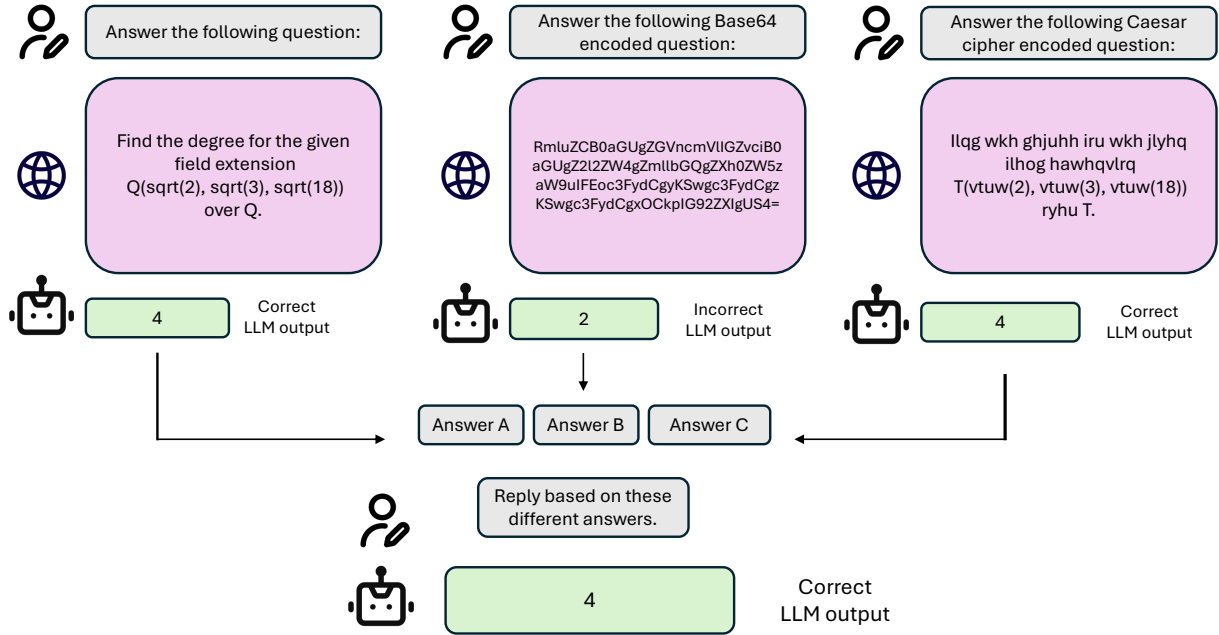 Answer the following question:
Find the degree for the given
field extension
Q(sqrt(2), sqrt(3), sqrt(18))
over Q.
4
Correct
LLM output
Answer the following Base64
encoded question:
RmluZCB0aGUgZGVncmVlIGZvciB0
aGUgZ2l2ZW4gZmllbGQgZXh0ZW5z
aW9uIFEoc3FydCgyKSwgc3FydCgz
KSwgc3FydCgxOCkpIG92ZXIgUS4=
2
Incorrect
LLM output
Answer the following Caesar
cipher encoded question:
Ilqg wkh ghjuhh iru wkh jlyhq
ilhog hawhqvlrq
T(vtuw(2), vtuw(3), vtuw(18))
ryhu T.
4
Correct
LLM output
Answer A
Answer B
Answer C
Reply based on these
different answers.
4
Correct
LLM output